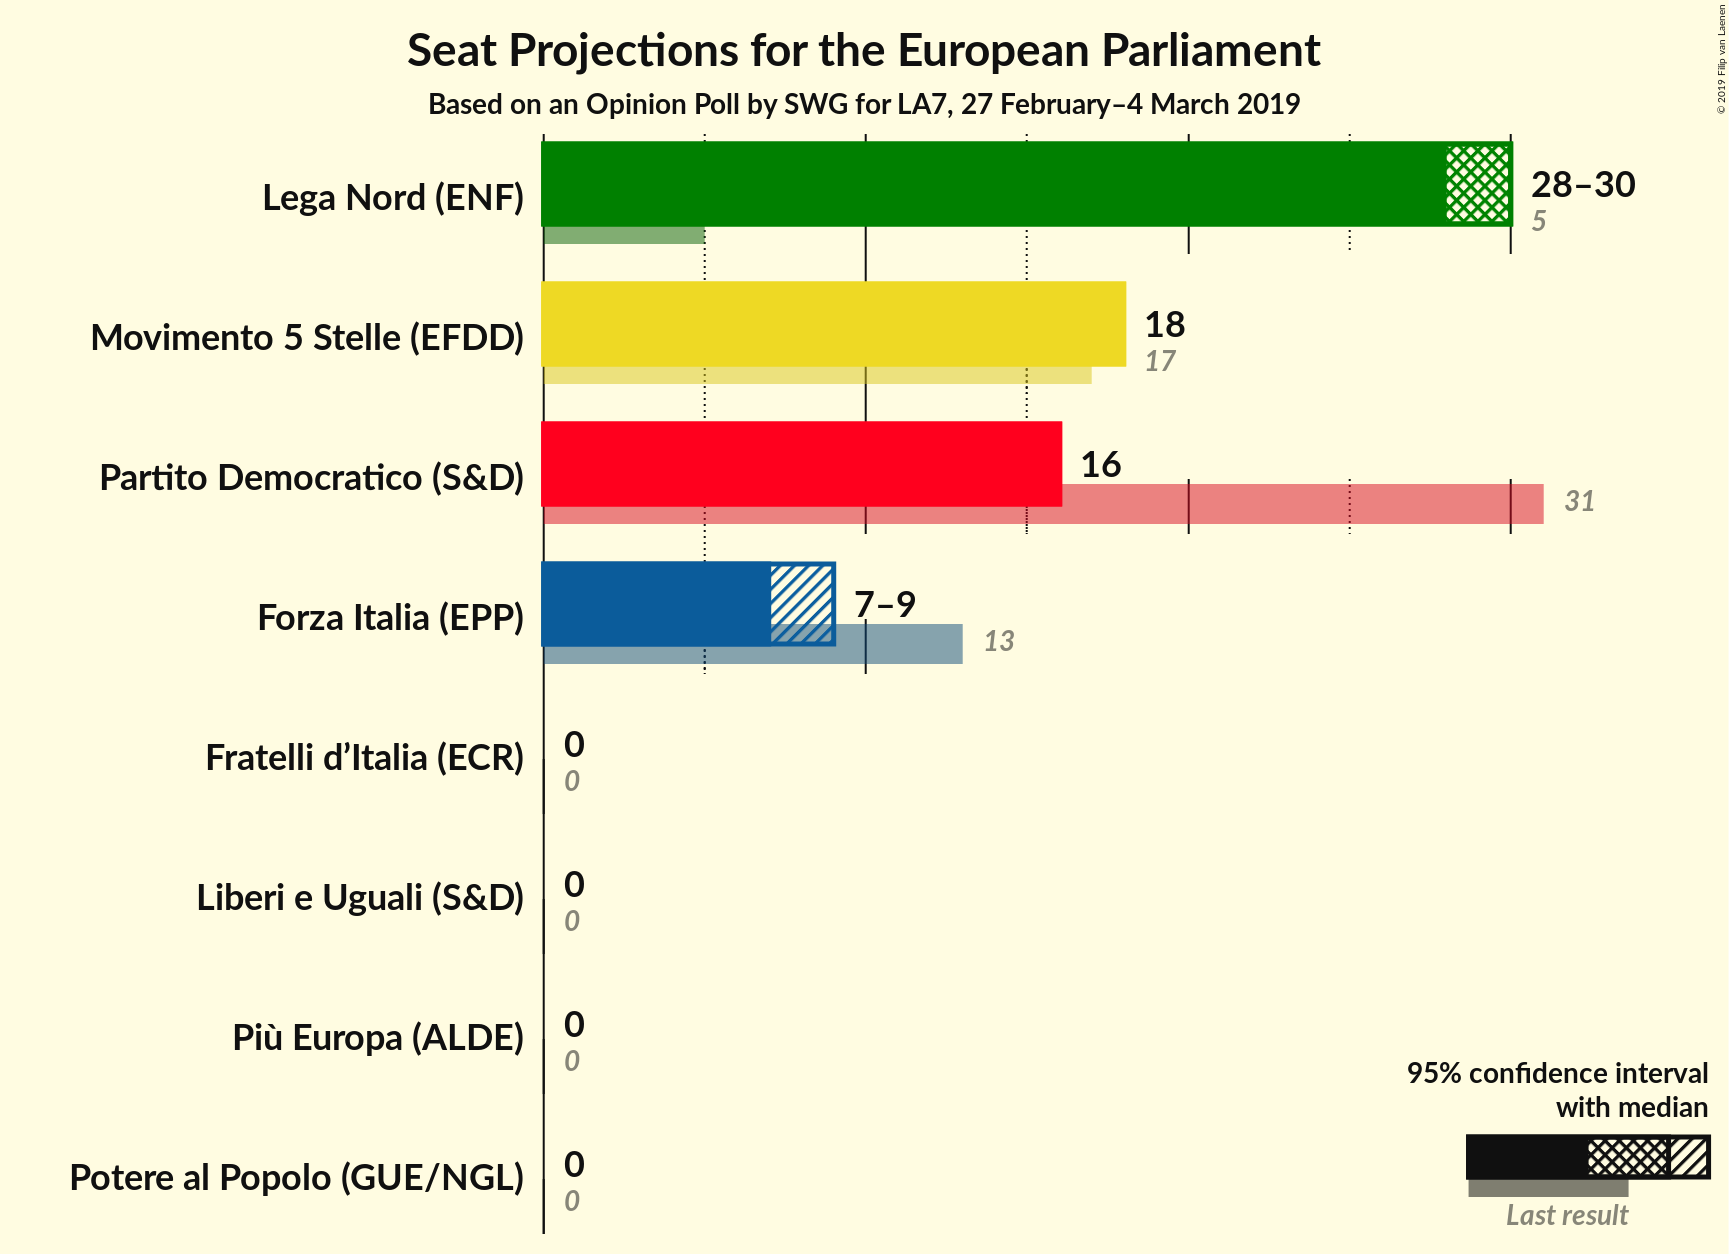 Seat Projections for the European Parliament
Based on an Opinion Poll by SWG for LA7, 27 February–4 March 2019
© 2019 Filip van Laenen
Lega Nord (ENF)
28–30
5
Movimento 5 Stelle (EFDD)
18
17
Partito Democratico (S&D)
16
31
Forza Italia (EPP)
7–9
13
Fratelli d’Italia (ECR)
0
0
Liberi e Uguali (S&D)
0
0
Più Europa (ALDE)
0
0
Potere al Popolo (GUE/NGL)
0
0
95% confidence interval
with median
Last result